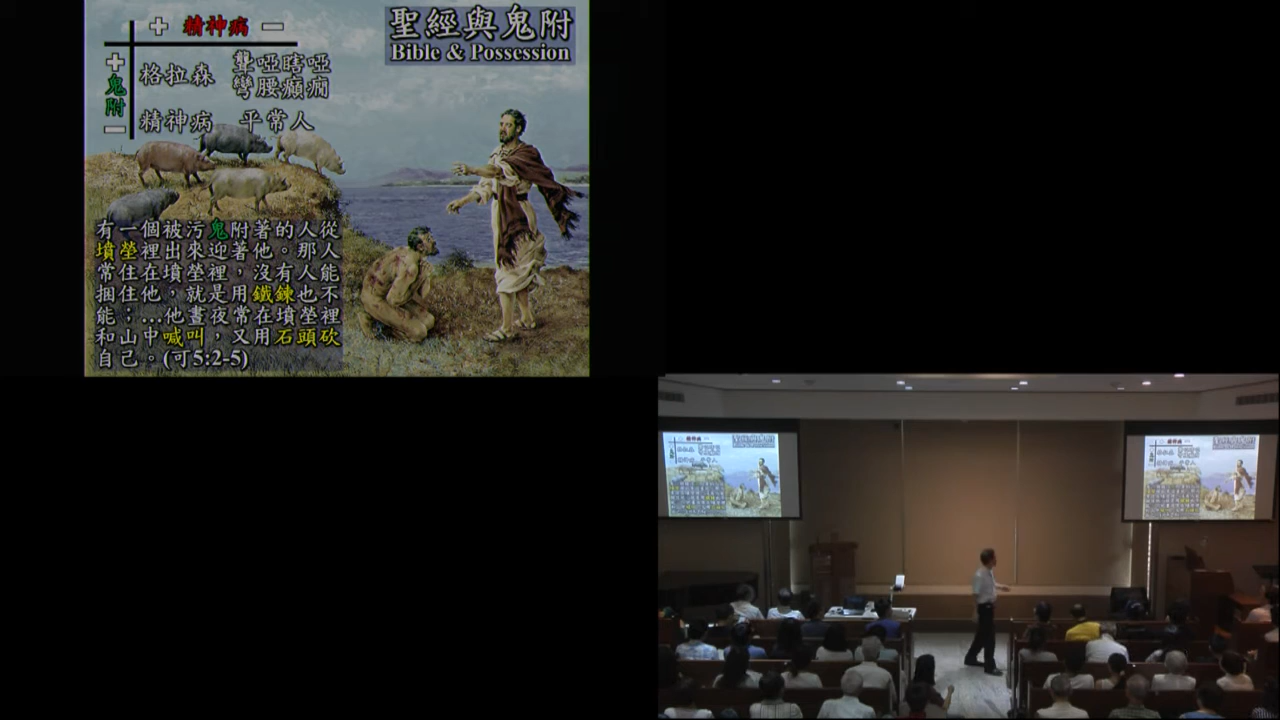 聖經與鬼附
Bible & Possession
+ 精神病 −
+ 鬼附 −
格拉森 聾啞瞎啞
彎腰癲癇
精神病 平常人
有一個被污鬼附著的人從
墳塋裡出來迎著他。那人
常住在墳塋裡，沒有人能
捆住他，就是用鐵鍊也不
能；...他晝夜常在墳塋裡
和山中喊叫，又用石頭砍
自己。(可5:2-5)